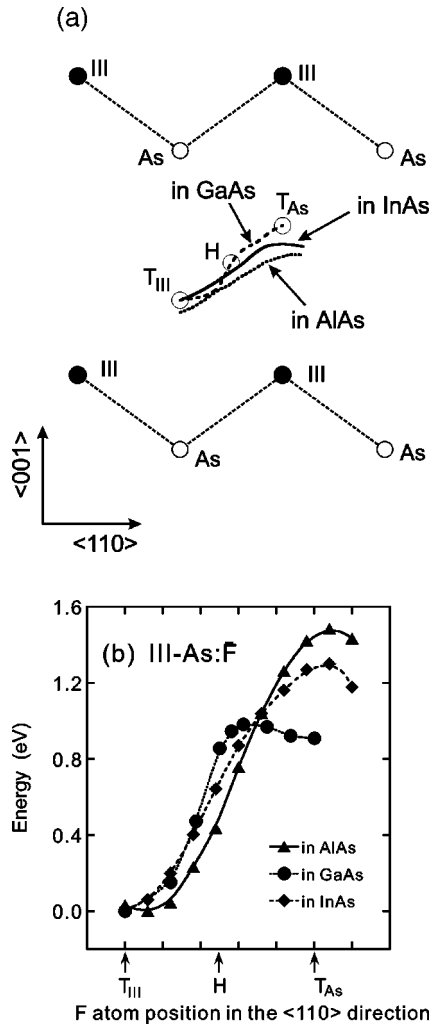 (a)
III III
As As
in GaAs
T_As
in InAs
H
T_III
in AlAs
III III
As As
<001>
<110>
1.6
(b) III-As:F̄
1.2
0.8
0.4
0.0
Energy (eV)
in AlAs
in GaAs
in InAs
T_III H T_As
F atom position in the <110> direction